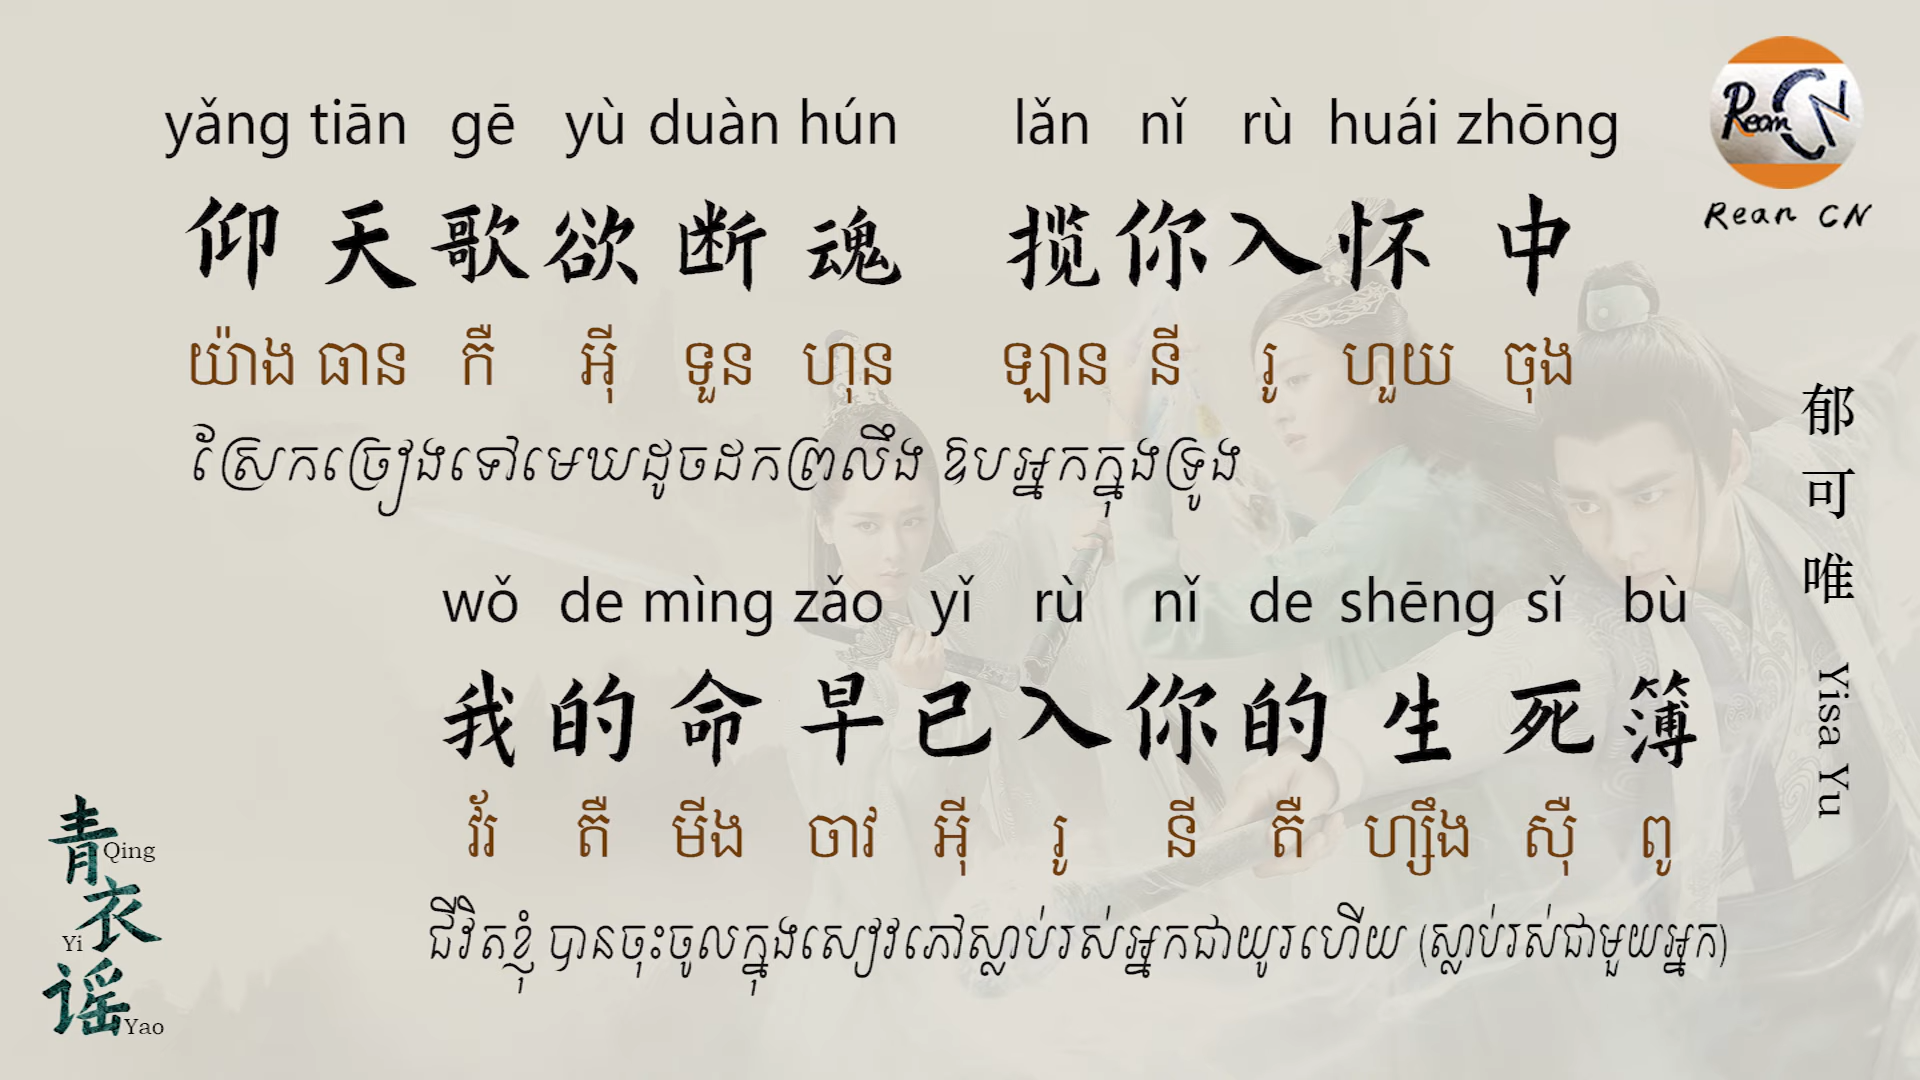 yǎng tiān gē yù duàn hún lǎn nǐ rù huái zhōng
仰天歌欲断魂 揽你入怀中
យ៉ាង ធាន កឺ អ៊ី ទួន ហុន ឡាន នី រូ ហួយ ចុង
ស្រែកច្រៀងទៅមេឃដូចដកព្រលឹង ឱបអ្នកក្នុងទ្រូង
wǒ de mìng zǎo yǐ rù nǐ de shēng sǐ bù
我的命早已入你的生死簿
វ័រ តឺ មីង ចាវ អ៊ី រូ នី តឺ ហ្សឹង ស៊ឺ ពូ
ជីវិតខ្ញុំ បានចុះចូលក្នុងសៀវភៅស្លាប់រស់អ្នកជាយូរហើយ (ស្លាប់រស់ជាមួយអ្នក)
Rean CN
Rean CN
郁可唯 Yisa Yu
青衣谣
Qing
Yi
Yao